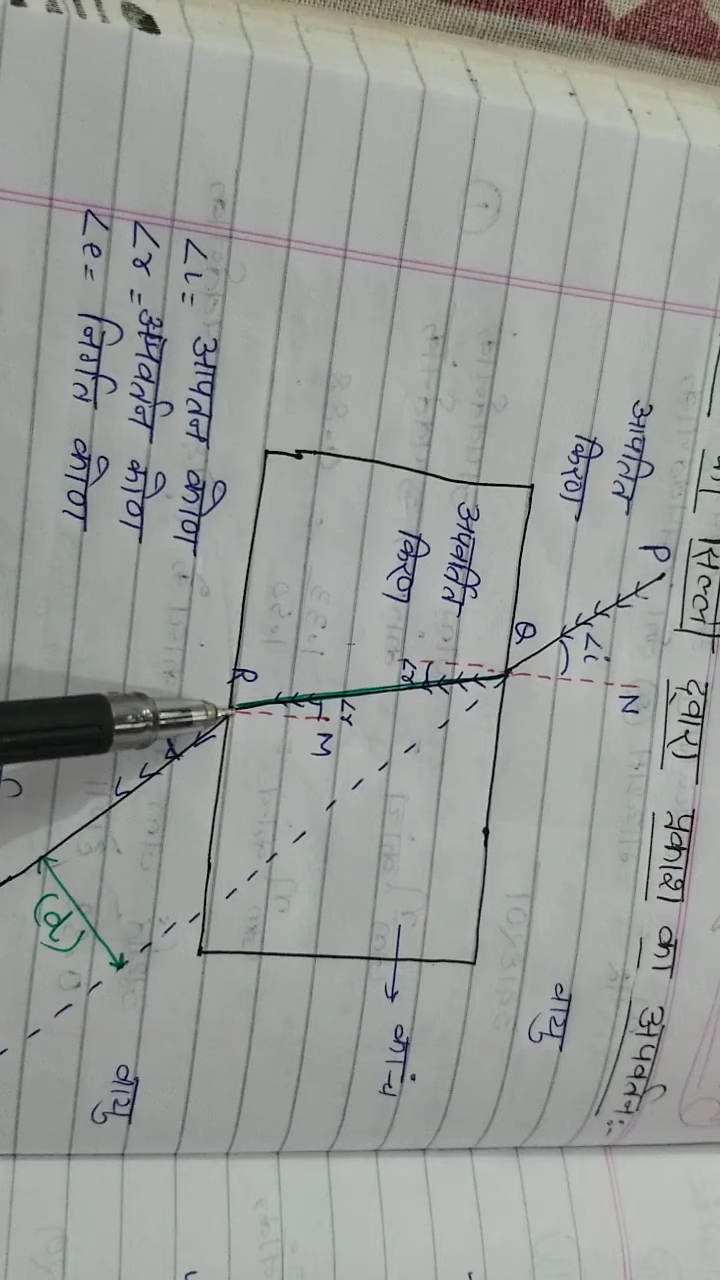 की सिल्ली द्वारा प्रकाश का अपवर्तन:-
आपतित
किरण
P
∠i
N
वायु
Q
अपवर्तित
किरण
∠r
→ कांच
∠r
M
R
∠i = आपतन कोण
∠r = अपवर्तन कोण
∠e = निर्गत कोण
(d)
वायु